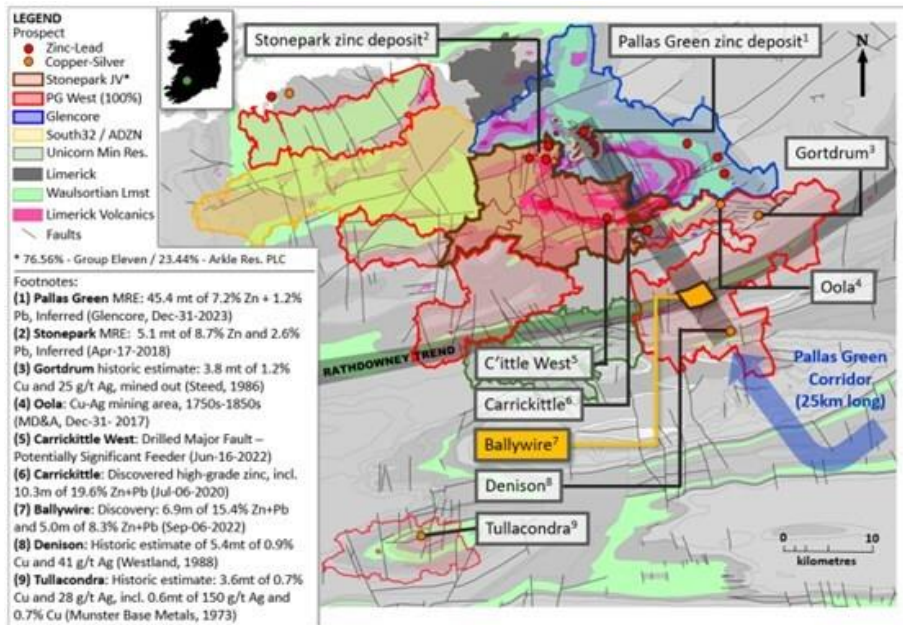 LEGEND
Prospect
Zinc-Lead
Copper-Silver
Stonepark JV*
PG West (100%)
Glencore
South32 / ADZN
Unicorn Min Res.
Limerick
Waulsortian Lmst
Limerick Volcanics
Faults
* 76.56% - Group Eleven / 23.44% - Arkle Res. PLC
Footnotes:
(1) Pallas Green MRE: 45.4 mt of 7.2% Zn + 1.2%
Pb, Inferred (Glencore, Dec-31-2023)
(2) Stonepark MRE: 5.1 mt of 8.7% Zn and 2.6%
Pb, Inferred (Apr-17-2018)
(3) Gortdrum historic estimate: 3.8 mt of 1.2%
Cu and 25 g/t Ag, mined out (Steed, 1986)
(4) Oola: Cu-Ag mining area, 1750s-1850s
(MD&A, Dec-31- 2017)
(5) Carrickittle West: Drilled Major Fault –
Potentially Significant Feeder (Jun-16-2022)
(6) Carrickittle: Discovered high-grade zinc, incl.
10.3m of 19.6% Zn+Pb (Jul-06-2020)
(7) Ballywire: Discovery: 6.9m of 15.4% Zn+Pb
and 5.0m of 8.3% Zn+Pb (Sep-06-2022)
(8) Denison: Historic estimate of 5.4mt of 0.9%
Cu and 41 g/t Ag (Westland, 1988)
(9) Tullacondra: Historic estimate: 3.6mt of 0.7%
Cu and 28 g/t Ag, incl. 0.6mt of 150 g/t Ag and
0.7% Cu (Munster Base Metals, 1973)
Stonepark zinc deposit²
Pallas Green zinc deposit¹
N
Gortdrum³
Oola⁴
RATHDOWNEY TREND
C'ittle West⁵
Carrickittle⁶
Ballywire⁷
Denison⁸
Tullacondra⁹
Pallas Green
Corridor
(25km long)
0 10
kilometres